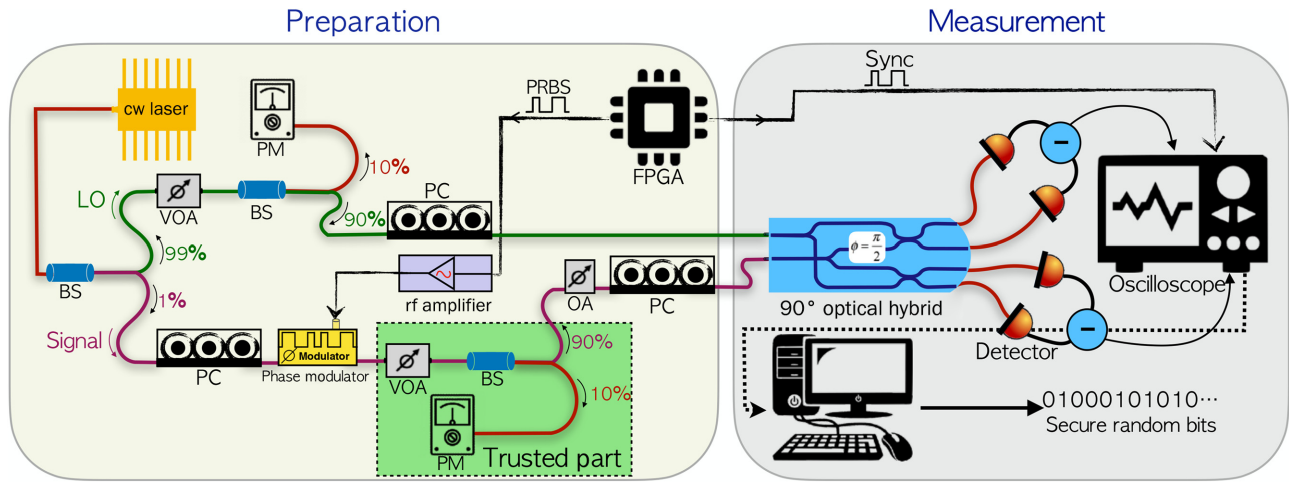 Preparation
Measurement
cw laser
PM
10%
PRBS
FPGA
Sync
LO
VOA
BS
90%
PC
99%
BS
1%
rf amplifier
OA
PC
ϕ = π/2
90° optical hybrid
Oscilloscope
Signal
PC
Modulator
Phase modulator
VOA
BS
90%
10%
PM
Trusted part
Detector
01000101010···
Secure random bits